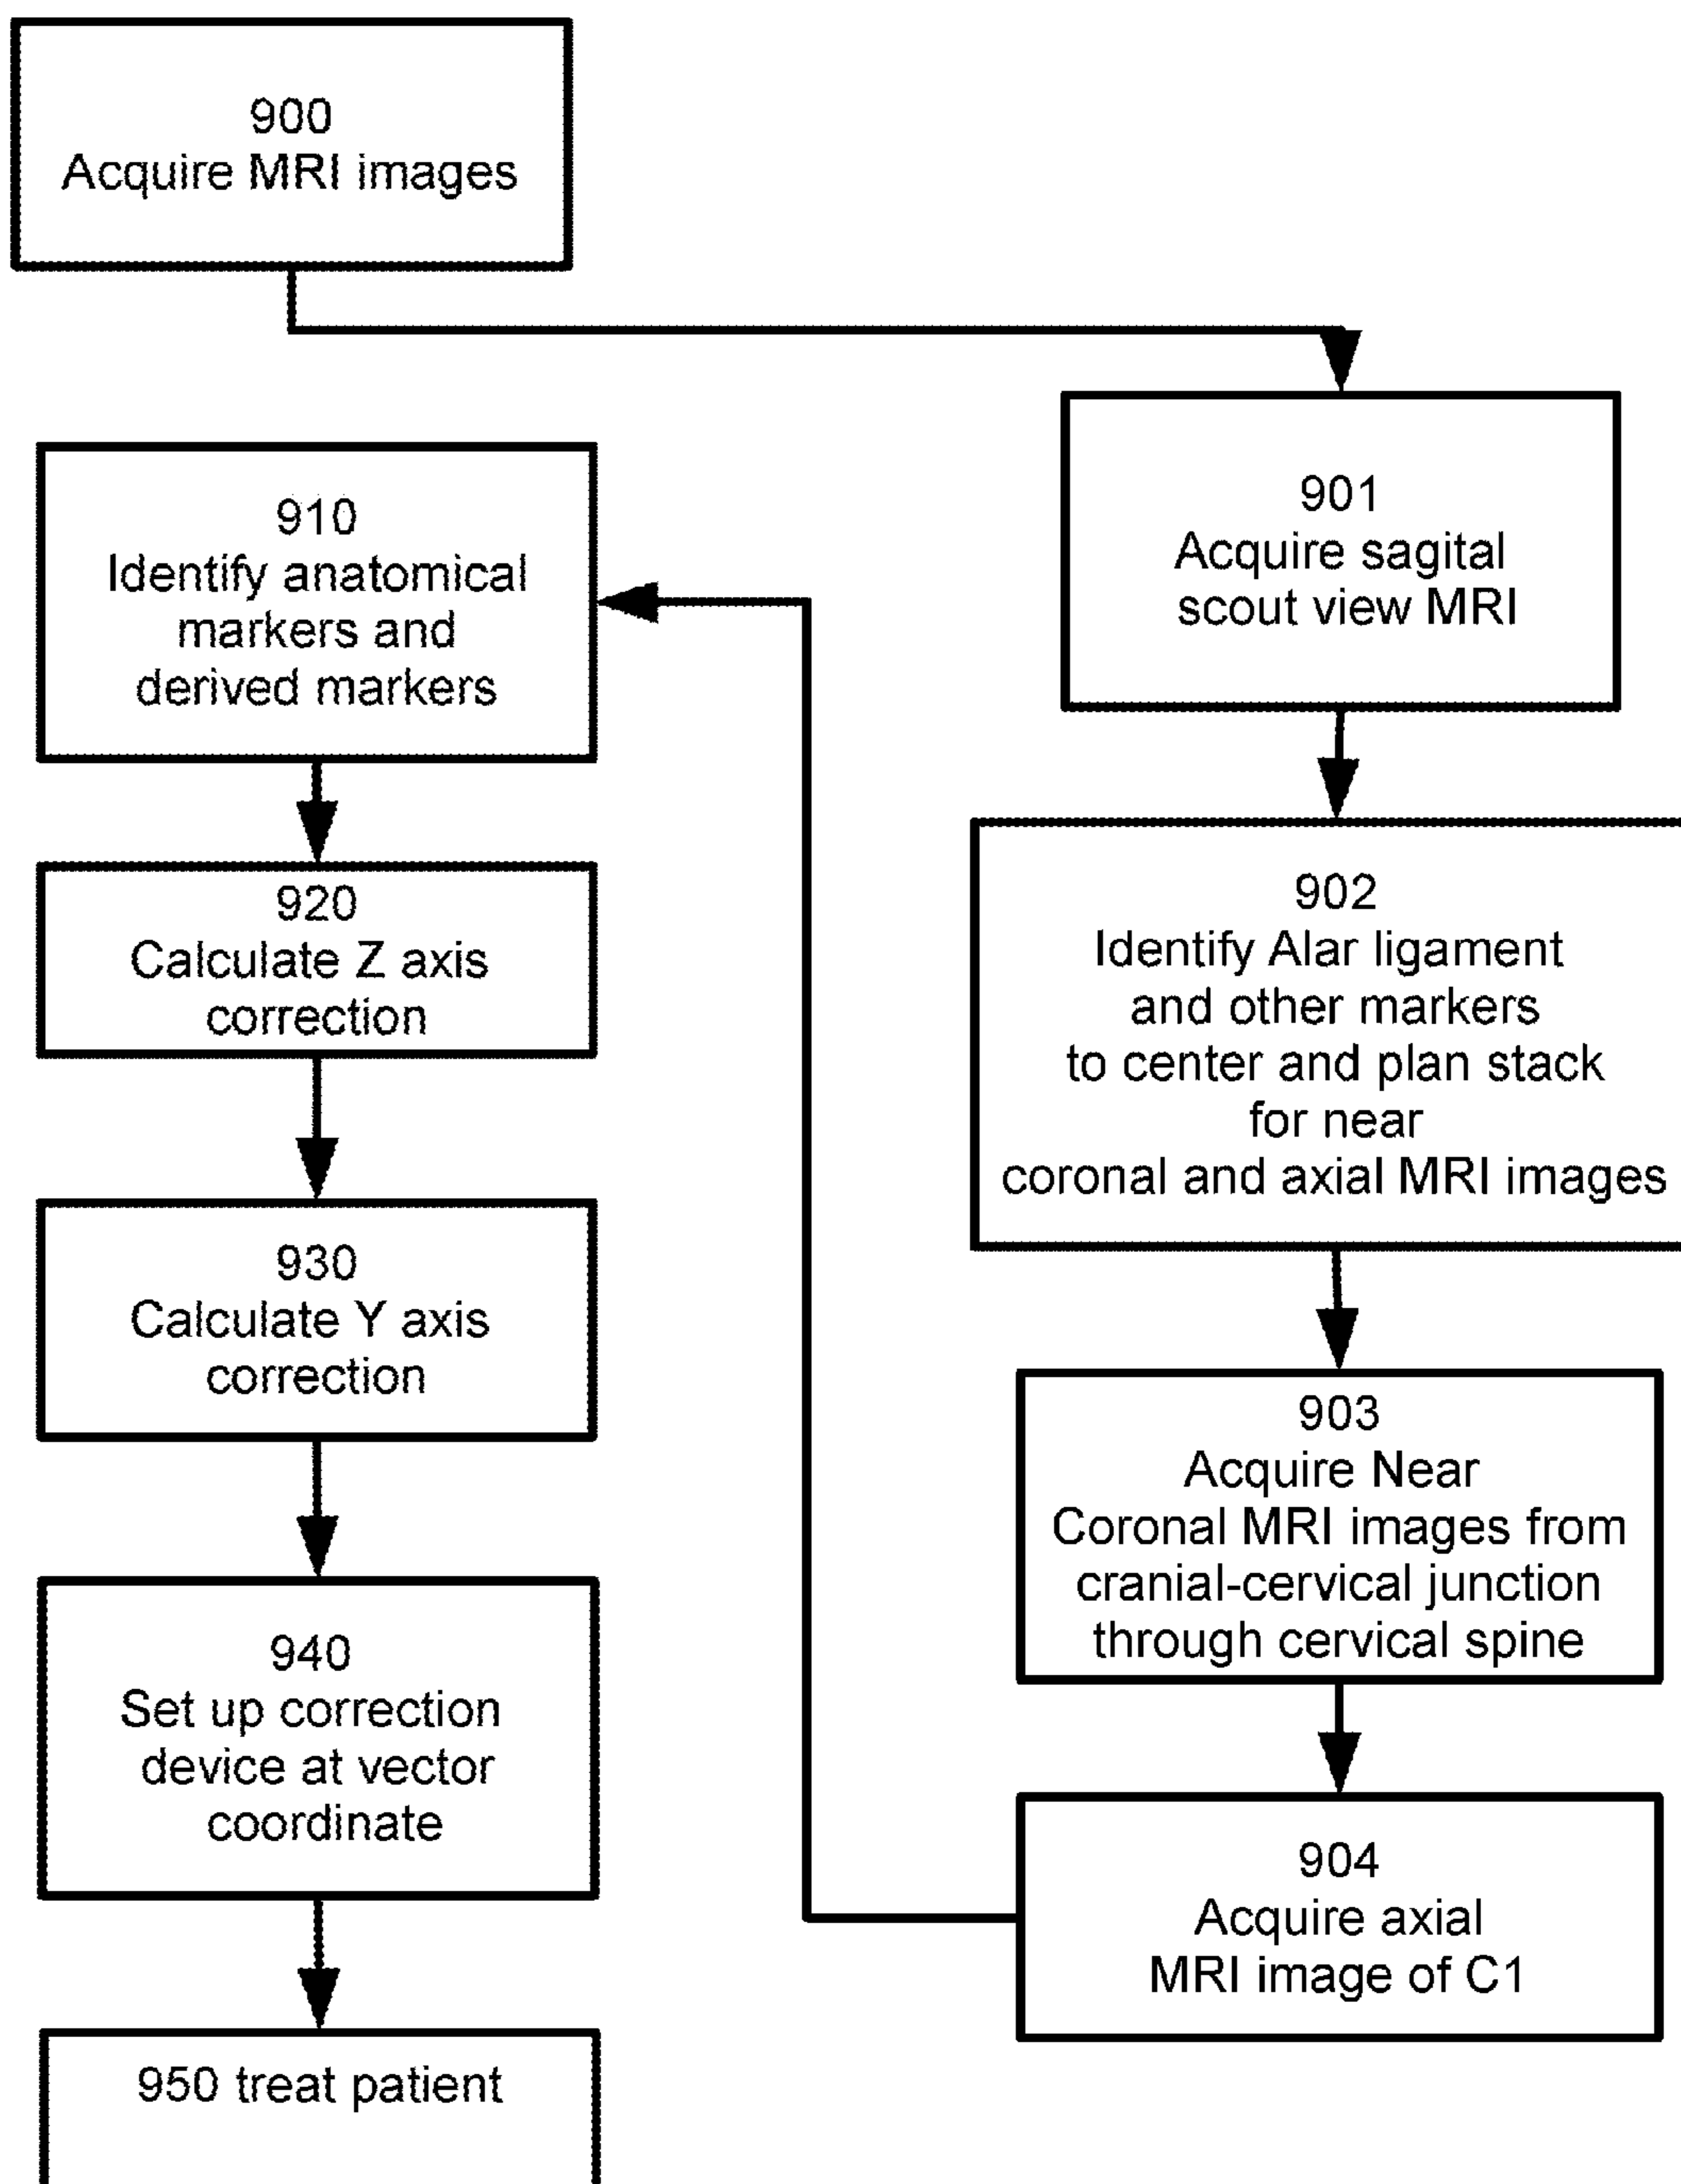 900
Acquire MRI images
901
Acquire sagital
scout view MRI
902
Identify Alar ligament
and other markers
to center and plan stack
for near
coronal and axial MRI images
903
Acquire Near
Coronal MRI images from
cranial-cervical junction
through cervical spine
904
Acquire axial
MRI image of C1
910
Identify anatomical
markers and
derived markers
920
Calculate Z axis
correction
930
Calculate Y axis
correction
940
Set up correction
device at vector
coordinate
950 treat patient